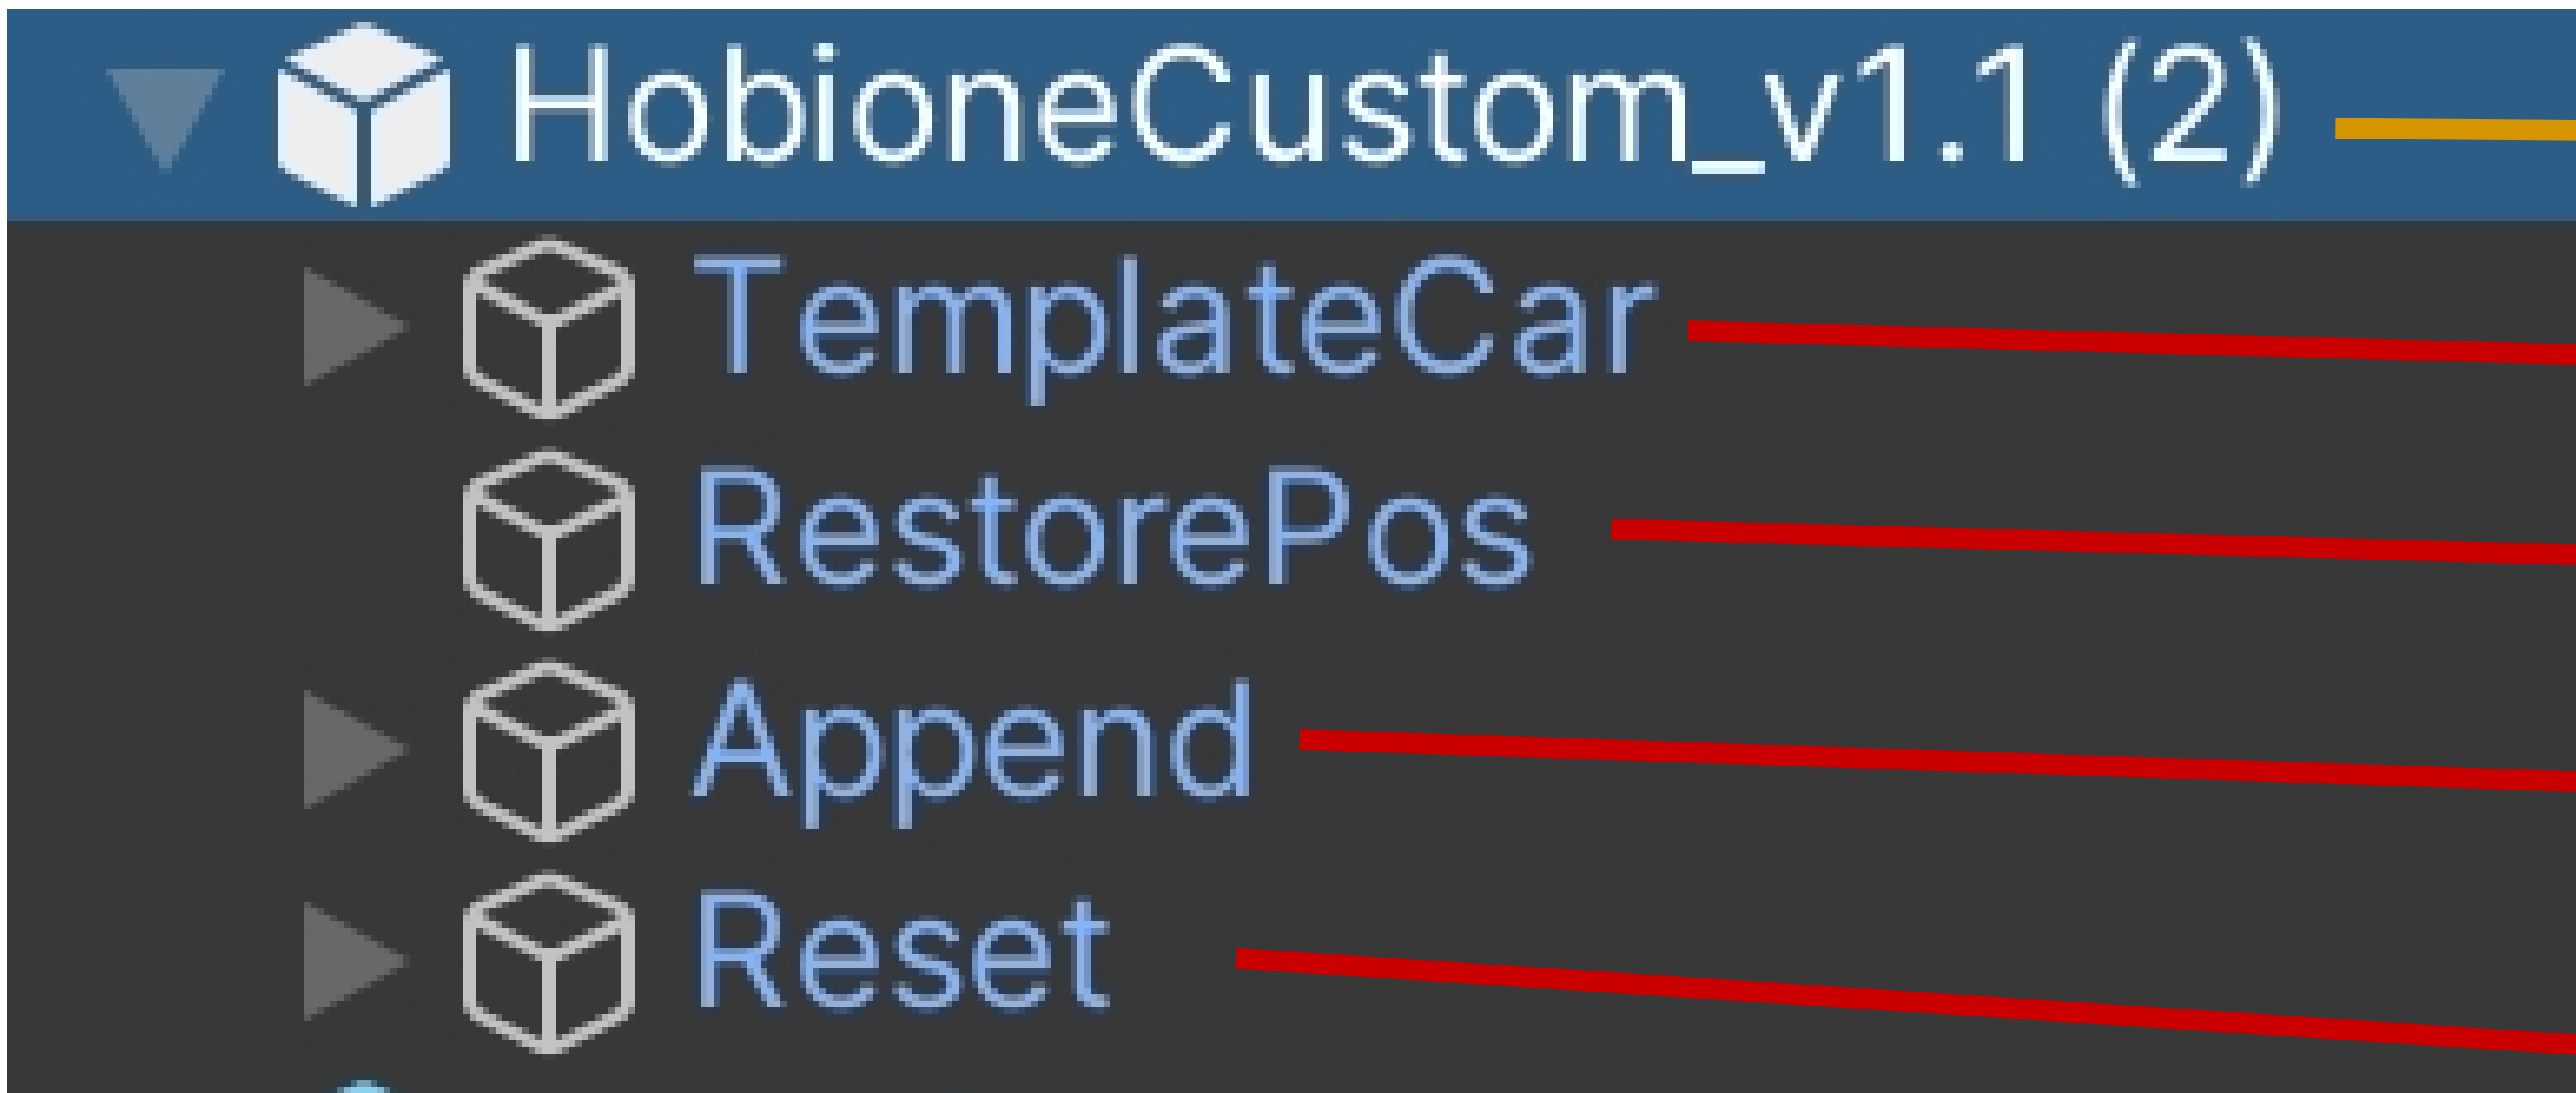 HobioneCustom_v1.1 (2)
TemplateCar
RestorePos
Append
Reset